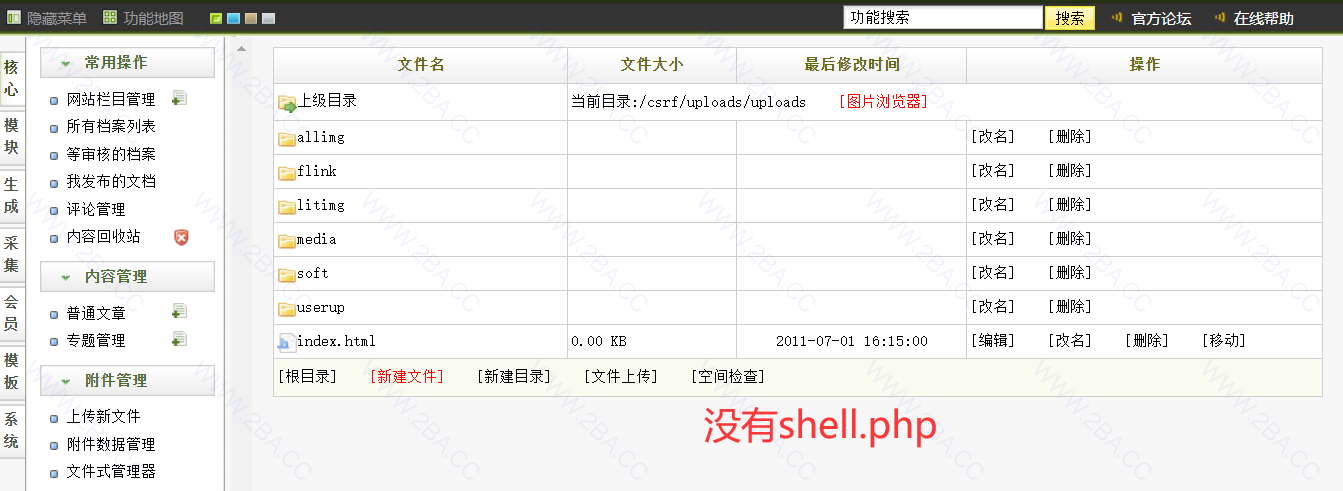 隐藏菜单 功能地图 功能搜索 搜索 官方论坛 在线帮助
核心
模块
生成
采集
会员
模板
系统
常用操作
网站栏目管理
所有档案列表
等审核的档案
我发布的文档
评论管理
内容回收站
内容管理
普通文章
专题管理
附件管理
上传新文件
附件数据管理
文件式管理器
文件名 文件大小 最后修改时间 操作
上级目录 当前目录:/csrf/uploads/uploads [图片浏览器]
allimg [改名] [删除]
flink [改名] [删除]
litimg [改名] [删除]
media [改名] [删除]
soft [改名] [删除]
userup [改名] [删除]
index.html 0.00 KB 2011-07-01 16:15:00 [编辑] [改名] [删除] [移动]
[根目录] [新建文件] [新建目录] [文件上传] [空间检查]
没有shell.php
WWW.2BA.CC